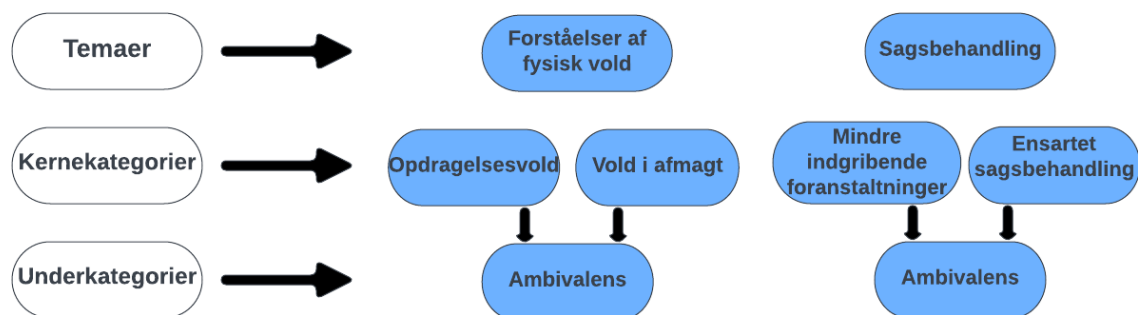 Temaer
Forståelser af
fysisk vold
Sagsbehandling
Kernekategorier
Opdragelsesvold
Vold i afmagt
Mindre
indgribende
foranstaltninger
Ensartet
sagsbehandling
Underkategorier
Ambivalens
Ambivalens